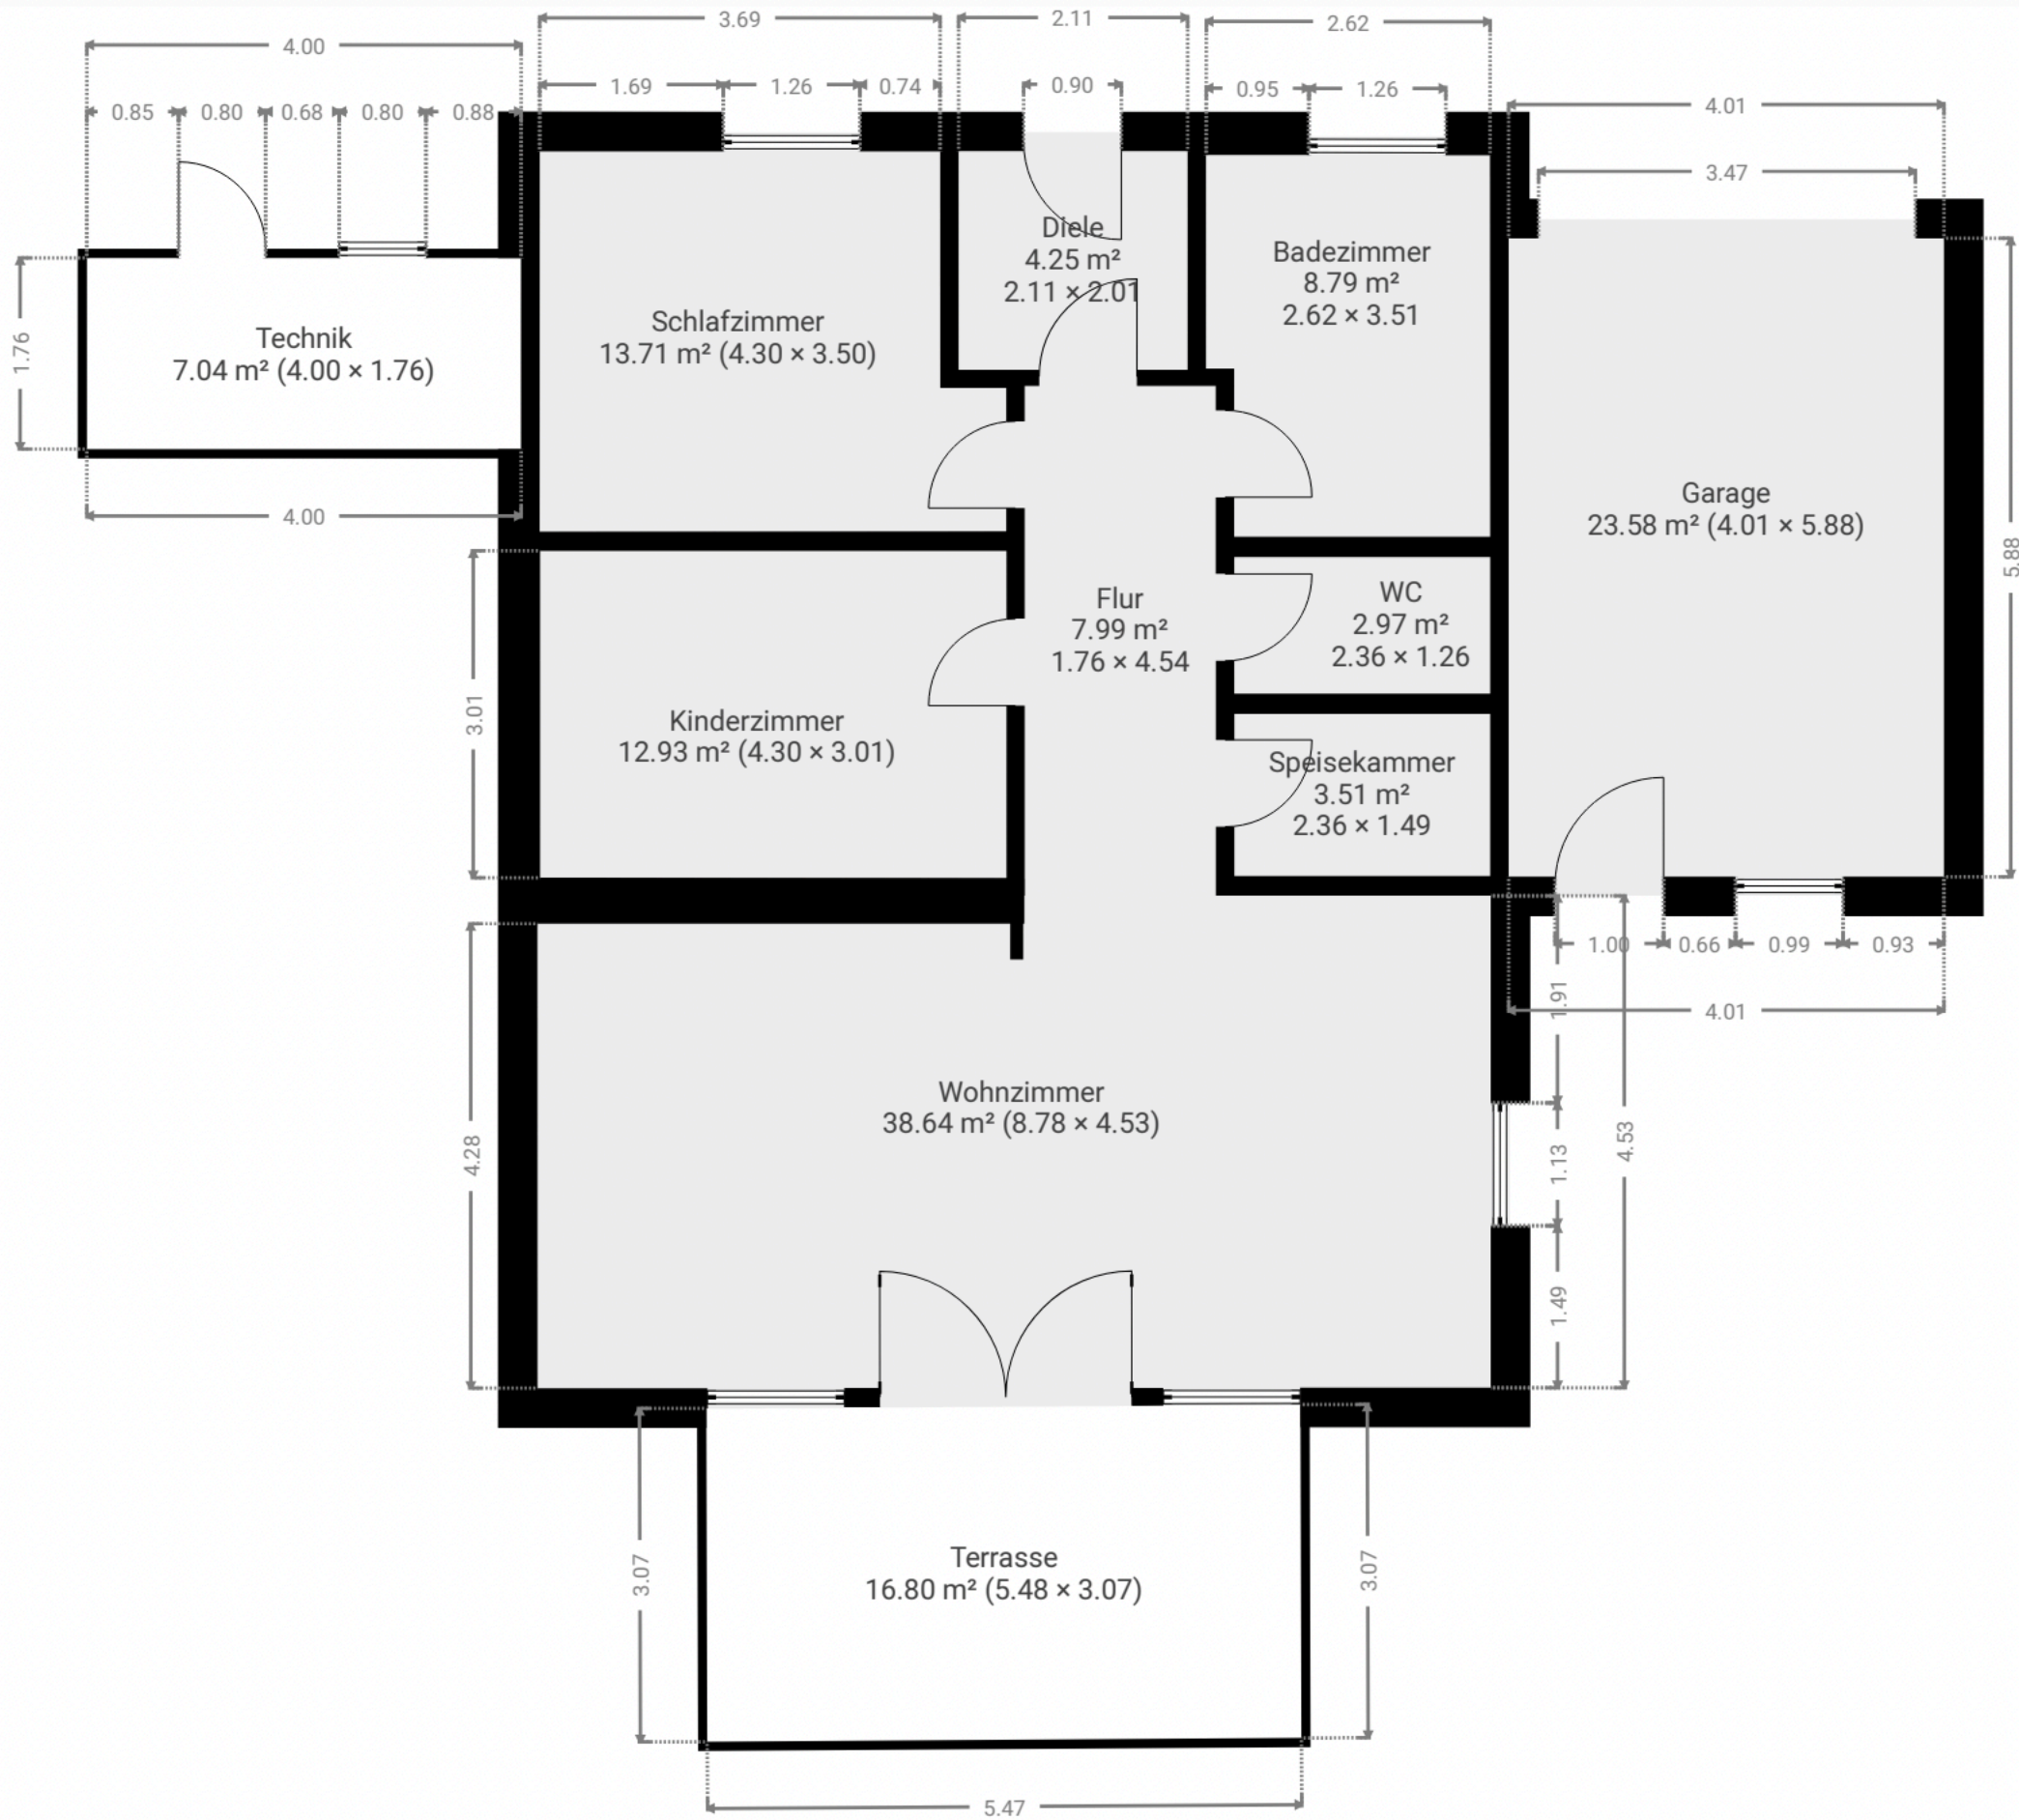 3.69
2.11
2.62
4.00
1.69
1.26
0.74
0.90
0.95
1.26
4.01
0.85
0.80
0.68
0.80
0.88
3.47
Diele
4.25 m²
2.11 × 2.01
Badezimmer
8.79 m²
2.62 × 3.51
Schlafzimmer
13.71 m² (4.30 × 3.50)
Technik
7.04 m² (4.00 × 1.76)
1.76
4.00
Garage
23.58 m² (4.01 × 5.88)
5.88
Flur
7.99 m²
1.76 × 4.54
WC
2.97 m²
2.36 × 1.26
3.01
Kinderzimmer
12.93 m² (4.30 × 3.01)
Speisekammer
3.51 m²
2.36 × 1.49
1.00
0.66
0.99
0.93
1.91
4.01
Wohnzimmer
38.64 m² (8.78 × 4.53)
4.28
1.13
4.53
1.49
Terrasse
16.80 m² (5.48 × 3.07)
3.07
3.07
5.47